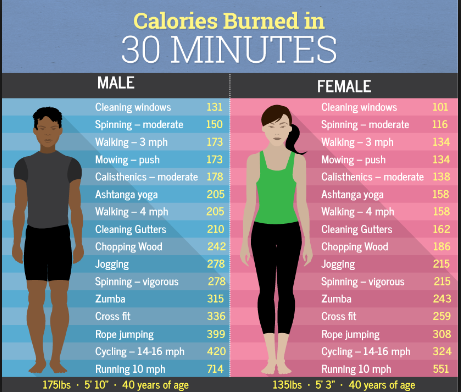 Calories Burned in
30 MINUTES
MALE
Cleaning windows 131
Spinning – moderate 150
Walking – 3 mph 173
Mowing – push 173
Calisthenics – moderate 178
Ashtanga yoga 205
Walking – 4 mph 205
Cleaning Gutters 210
Chopping Wood 242
Jogging 278
Spinning – vigorous 278
Zumba 315
Cross fit 336
Rope jumping 399
Cycling – 14-16 mph 420
Running 10 mph 714
175lbs · 5' 10" · 40 years of age
FEMALE
Cleaning windows 101
Spinning – moderate 116
Walking – 3 mph 134
Mowing – push 134
Calisthenics – moderate 138
Ashtanga yoga 158
Walking – 4 mph 158
Cleaning Gutters 162
Chopping Wood 186
Jogging 215
Spinning – vigorous 215
Zumba 243
Cross fit 259
Rope jumping 308
Cycling – 14-16 mph 324
Running 10 mph 551
135lbs · 5' 3" · 40 years of age